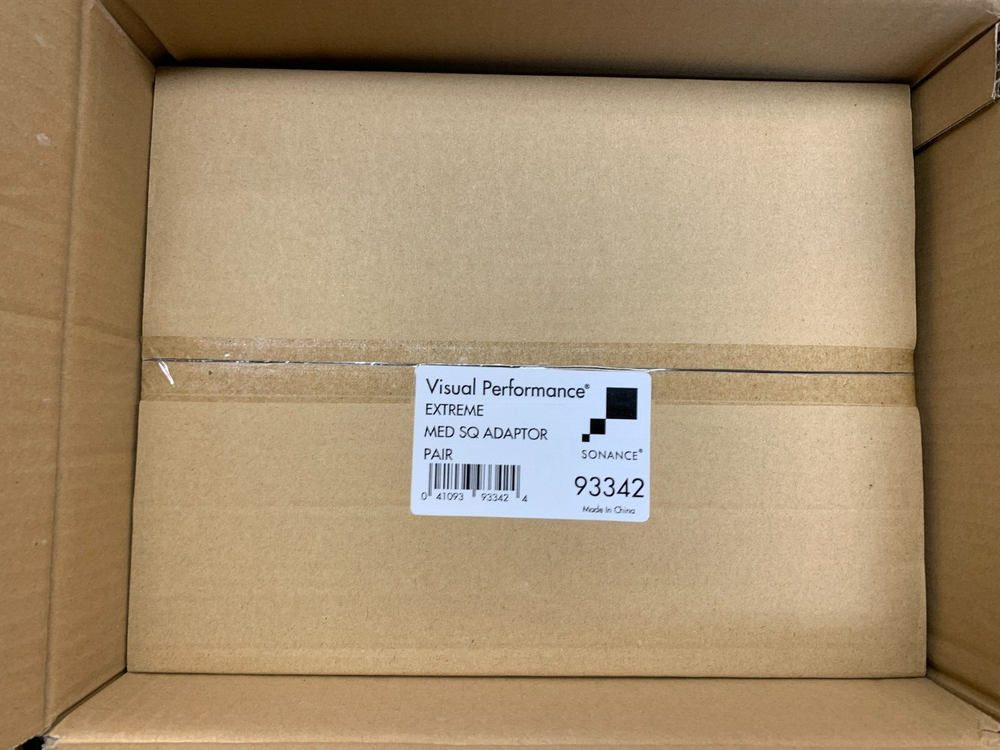 Visual Performance®
EXTREME
MED SQ ADAPTOR
PAIR
SONANCE®
0 41093 93342 4
93342
Made In China